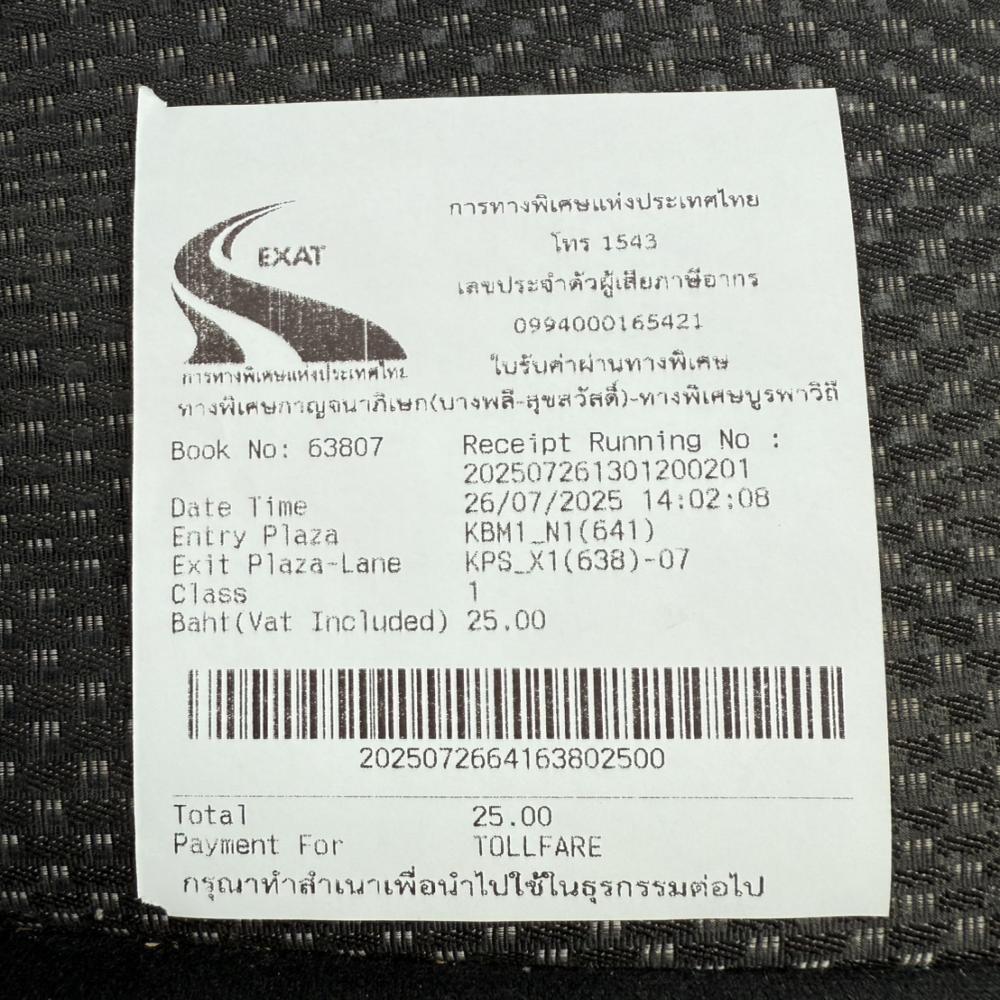 EXAT
การทางพิเศษแห่งประเทศไทย
การทางพิเศษแห่งประเทศไทย
โทร 1543
เลขประจำตัวผู้เสียภาษีอากร
0994000165421
ใบรับค่าผ่านทางพิเศษ
ทางพิเศษกาญจนาภิเษก(บางพลี-สุขสวัสดิ์)-ทางพิเศษบูรพาวิถี
Book No: 63807 Receipt Running No :
202507261301200201
Date Time 26/07/2025 14:02:08
Entry Plaza KBM1_N1(641)
Exit Plaza-Lane KPS_X1(638)-07
Class 1
Baht(Vat Included) 25.00
2025072664163802500
Total 25.00
Payment For TOLLFARE
กรุณาทำสำเนาเพื่อนำไปใช้ในธุรกรรมต่อไป